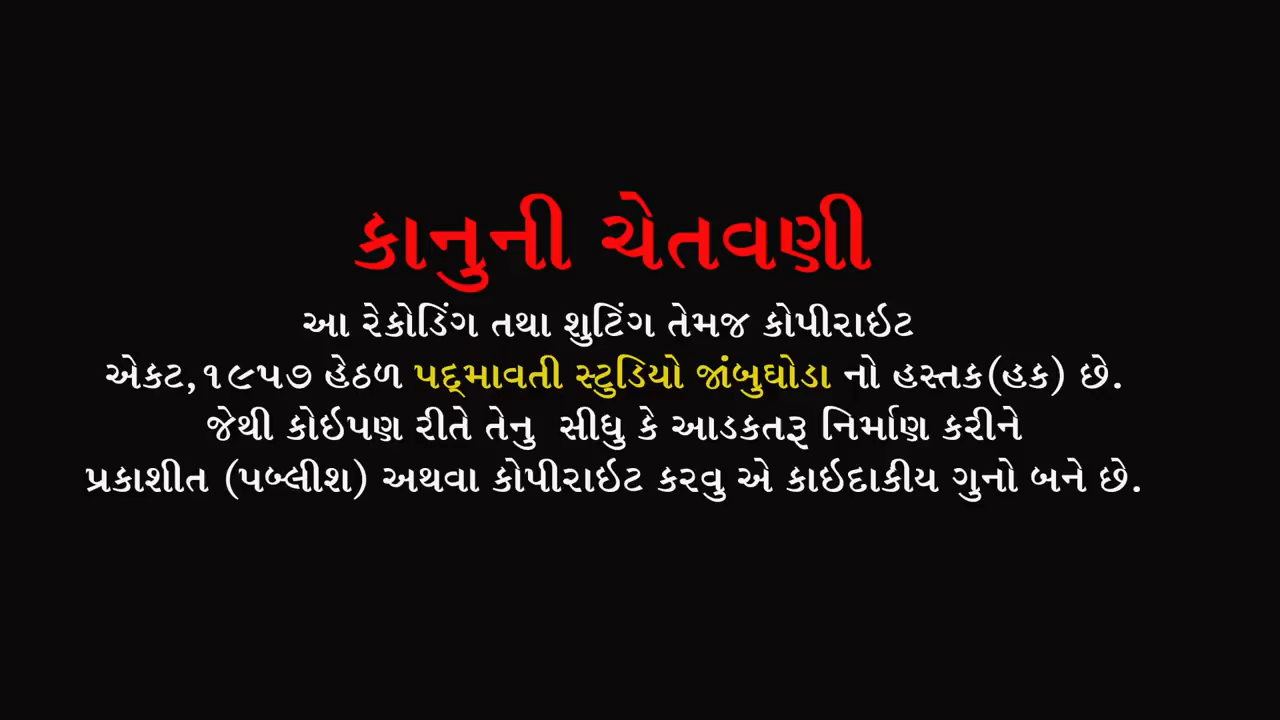 કાનુની ચેતવણી
આ રેકોડિંગ તથા શુટિંગ તેમજ કોપીરાઇટ
એકટ,૧૯૫૭ હેઠળ પદ્દમાવતી સ્ટુડિયો જાંબુઘોડા નો હસ્તક(હક) છે.
જેથી કોઇપણ રીતે તેનુ સીધુ કે આડકતરૂ નિર્માણ કરીને
પ્રકાશીત (પબ્લીશ) અથવા કોપીરાઇટ કરવુ એ કાઇદાકીય ગુનો બને છે.